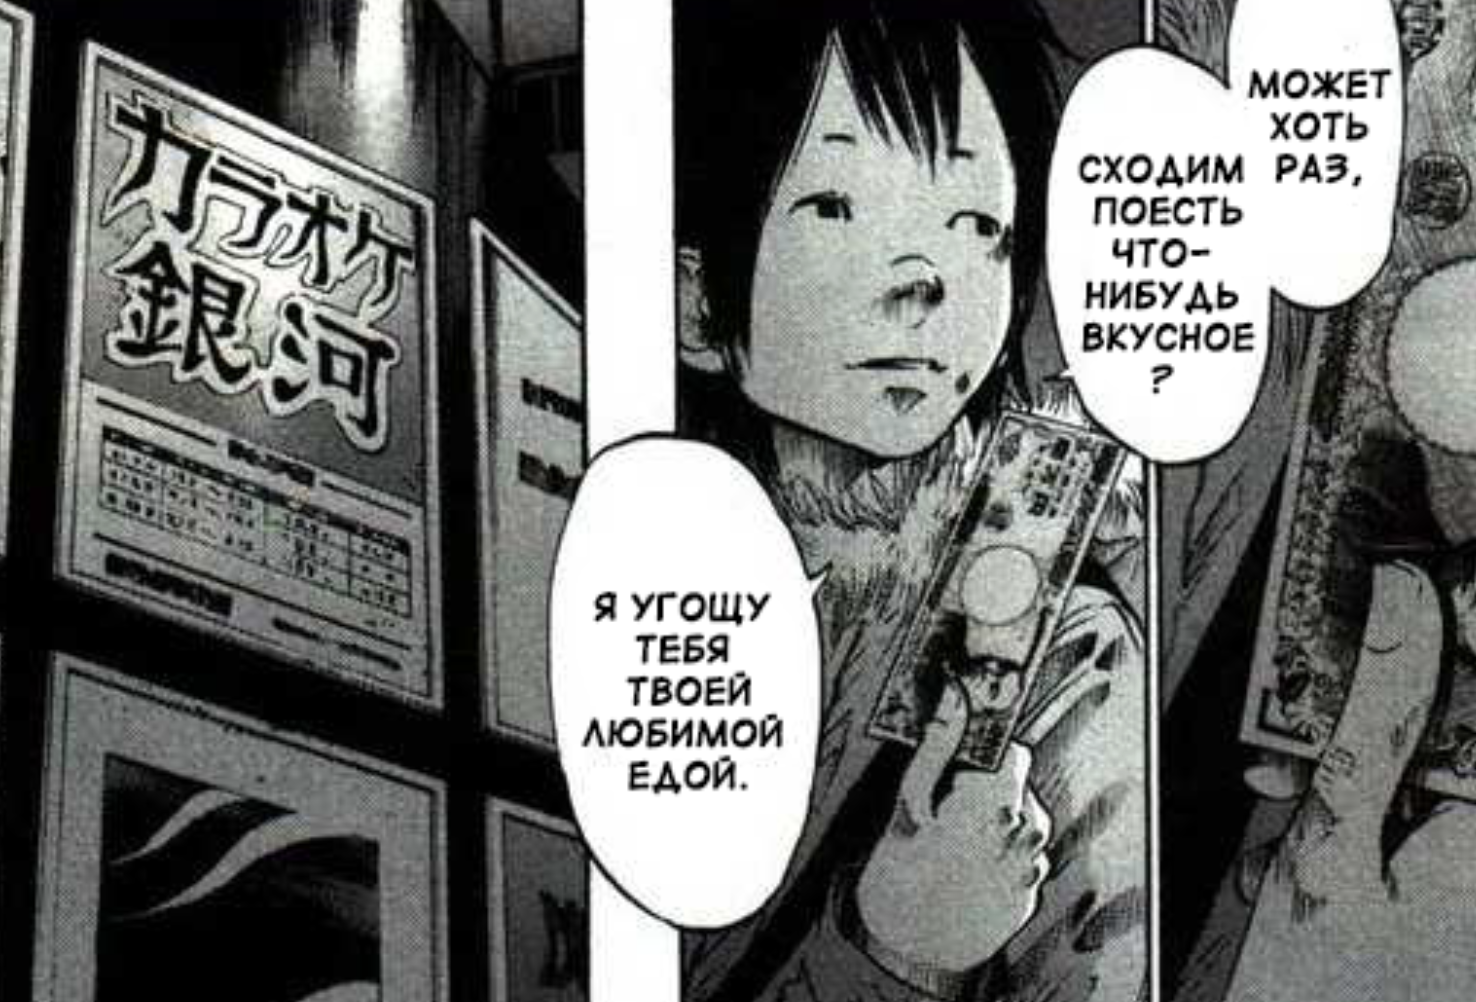 МОЖЕТ
ХОТЬ
РАЗ,
СХОДИМ
ПОЕСТЬ
ЧТО-
НИБУДЬ
ВКУСНОЕ
?
Я УГОЩУ
ТЕБЯ
ТВОЕЙ
ЛЮБИМОЙ
ЕДОЙ.
カラオケ
銀河